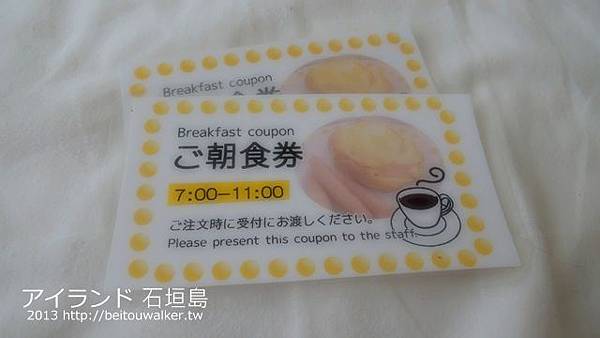 Breakfast coupon
Breakfast coupon
ご朝食券
7:00−11:00
ご注文時に受付にお渡しください。
Please present this coupon to the staff.
アイランド 石垣島
2013 http://beitouwalker.tw